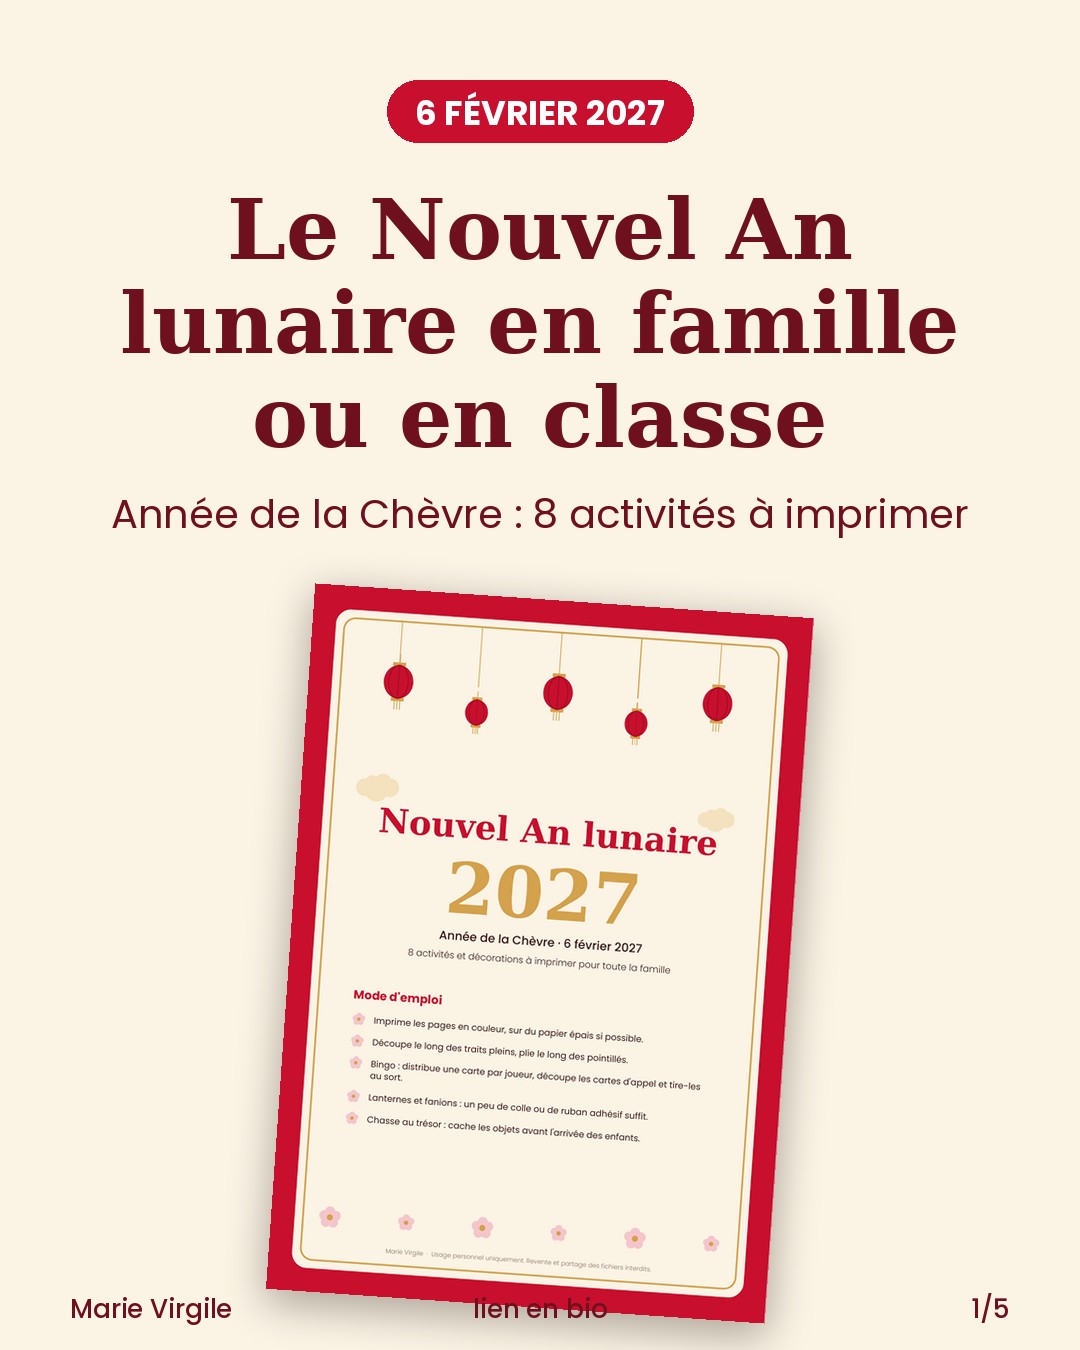 6 FÉVRIER 2027
Le Nouvel An
lunaire en famille
ou en classe
Année de la Chèvre : 8 activités à imprimer
Nouvel An lunaire
2027
Année de la Chèvre · 6 février 2027
8 activités et décorations à imprimer pour toute la famille
Mode d'emploi
Imprime les pages en couleur, sur du papier épais si possible.
Découpe le long des traits pleins, plie le long des pointillés.
Bingo : distribue une carte par joueur, découpe les cartes d'appel et tire-les
au sort.
Lanternes et fanions : un peu de colle ou de ruban adhésif suffit.
Chasse au trésor : cache les objets avant l'arrivée des enfants.
Marie Virgile · Usage personnel uniquement. Revente et partage des fichiers interdits.
Marie Virgile
lien en bio
1/5